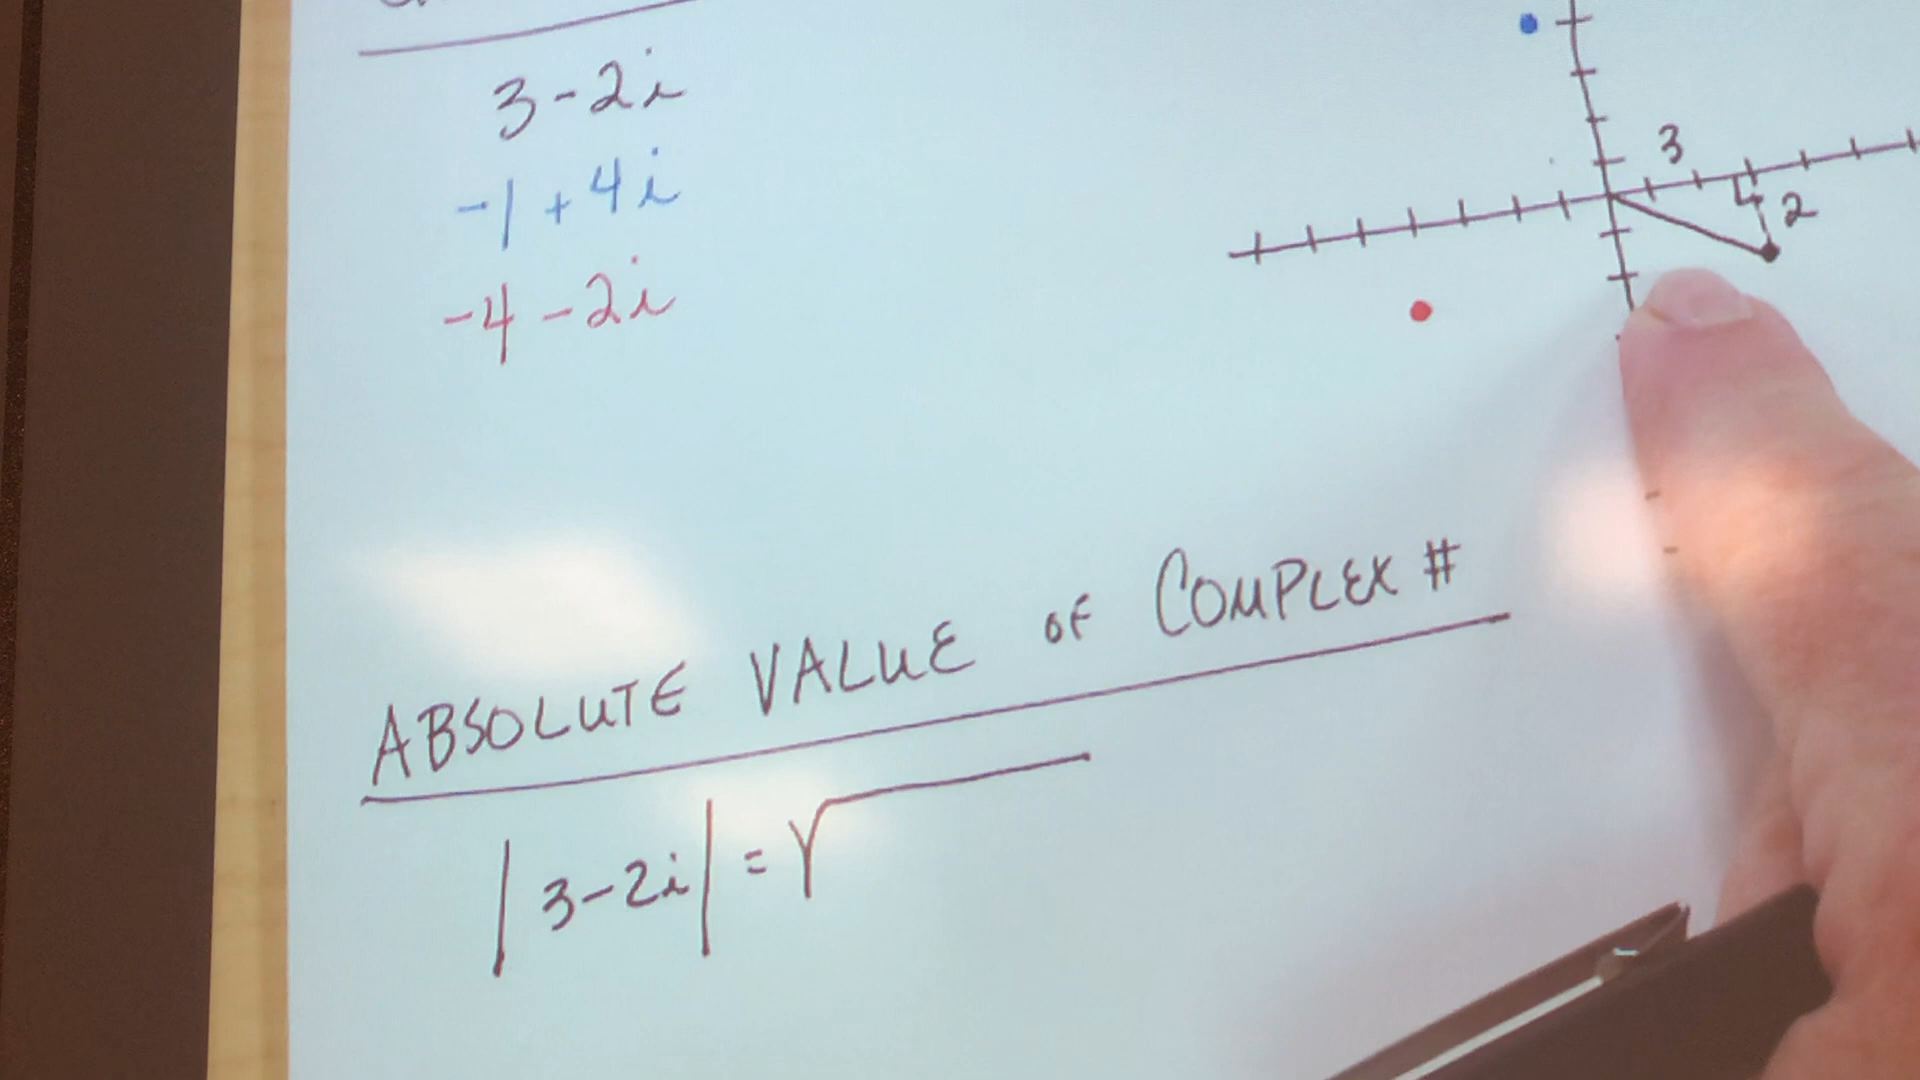 3-2i
-1+4i
-4-2i
3
2
ABSOLUTE VALUE OF COMPLEX #
|3-2i| = √